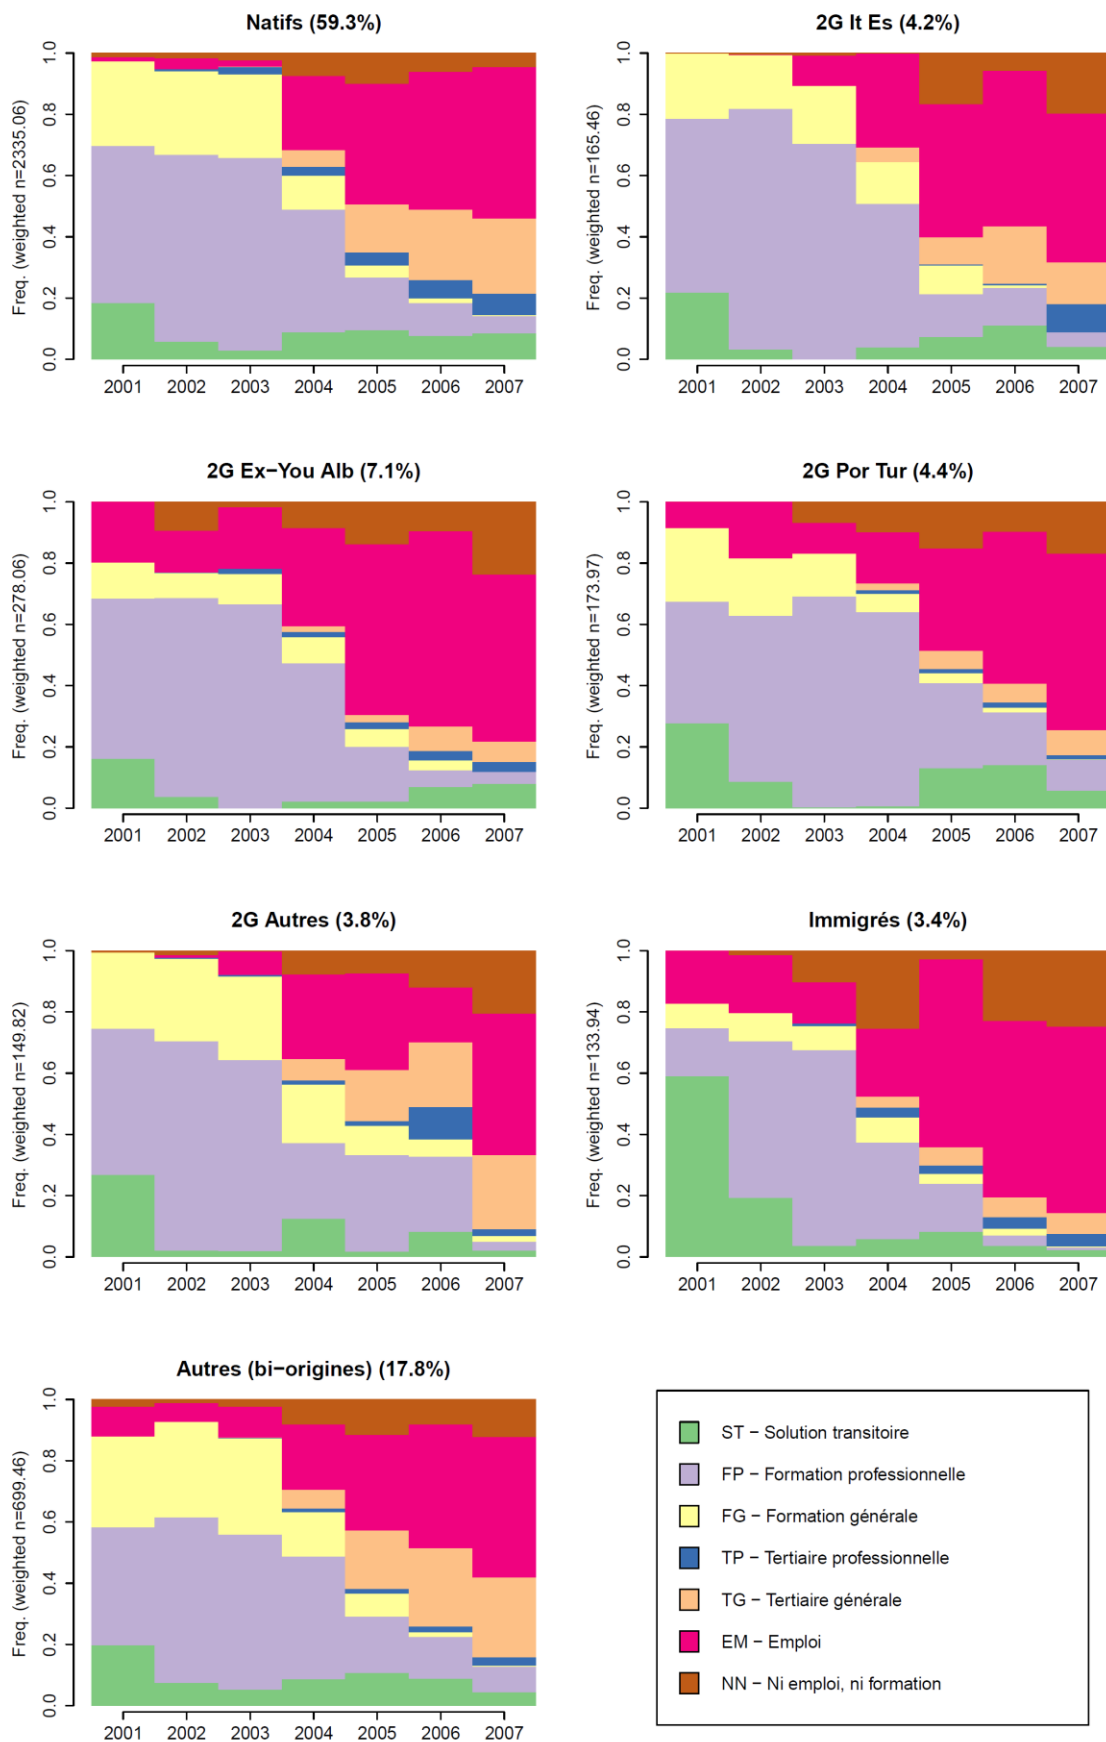 Natifs (59.3%)
Freq. (weighted n=2335.06)
1.0
0.8
0.6
0.4
0.2
0.0
2001 2002 2003 2004 2005 2006 2007
2G It Es (4.2%)
Freq. (weighted n=165.46)
1.0
0.8
0.6
0.4
0.2
0.0
2001 2002 2003 2004 2005 2006 2007
2G Ex−You Alb (7.1%)
Freq. (weighted n=278.06)
1.0
0.8
0.6
0.4
0.2
0.0
2001 2002 2003 2004 2005 2006 2007
2G Por Tur (4.4%)
Freq. (weighted n=173.97)
1.0
0.8
0.6
0.4
0.2
0.0
2001 2002 2003 2004 2005 2006 2007
2G Autres (3.8%)
Freq. (weighted n=149.82)
1.0
0.8
0.6
0.4
0.2
0.0
2001 2002 2003 2004 2005 2006 2007
Immigrés (3.4%)
Freq. (weighted n=133.94)
1.0
0.8
0.6
0.4
0.2
0.0
2001 2002 2003 2004 2005 2006 2007
Autres (bi−origines) (17.8%)
Freq. (weighted n=699.46)
1.0
0.8
0.6
0.4
0.2
0.0
2001 2002 2003 2004 2005 2006 2007
ST − Solution transitoire
FP − Formation professionnelle
FG − Formation générale
TP − Tertiaire professionnelle
TG − Tertiaire générale
EM − Emploi
NN − Ni emploi, ni formation